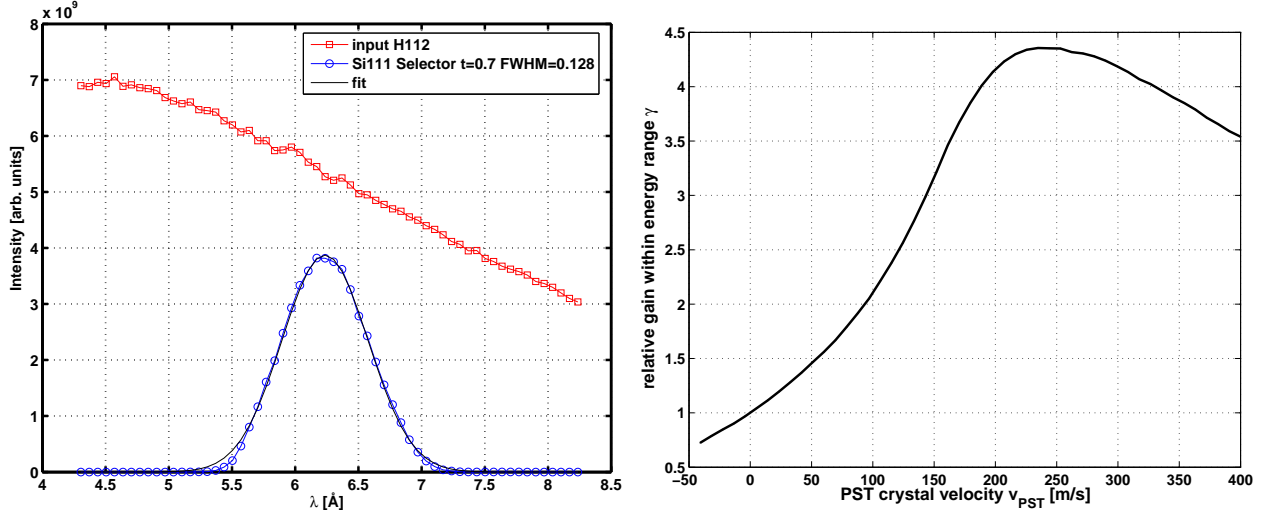 x 10⁹
8
7
6
5
4
3
2
1
0
Intensity [arb. units]
input H112
Si111 Selector t=0.7 FWHM=0.128
fit
4 4.5 5 5.5 6 6.5 7 7.5 8 8.5
λ [Å]
4.5
4
3.5
3
2.5
2
1.5
1
0.5
relative gain within energy range γ
−50 0 50 100 150 200 250 300 350 400
PST crystal velocity v_PST [m/s]